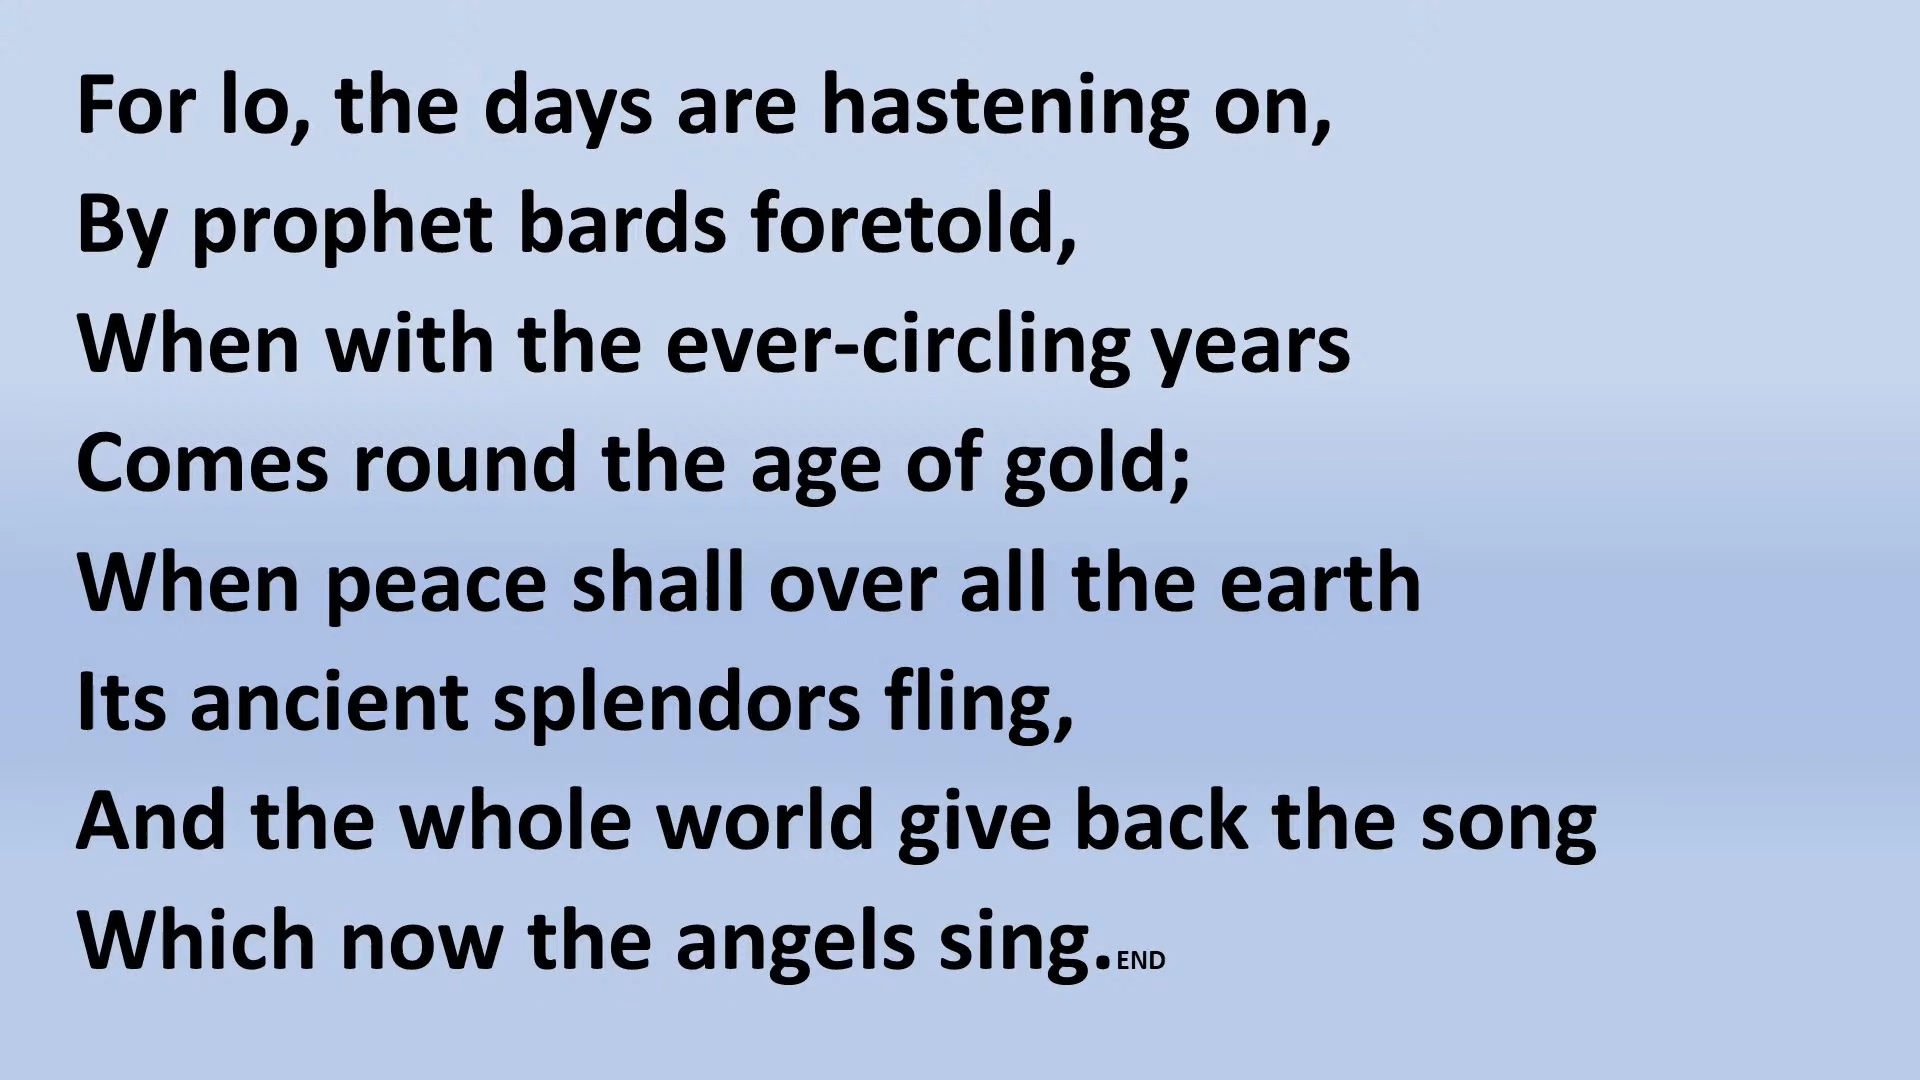 For lo, the days are hastening on,
By prophet bards foretold,
When with the ever-circling years
Comes round the age of gold;
When peace shall over all the earth
Its ancient splendors fling,
And the whole world give back the song
Which now the angels sing.END